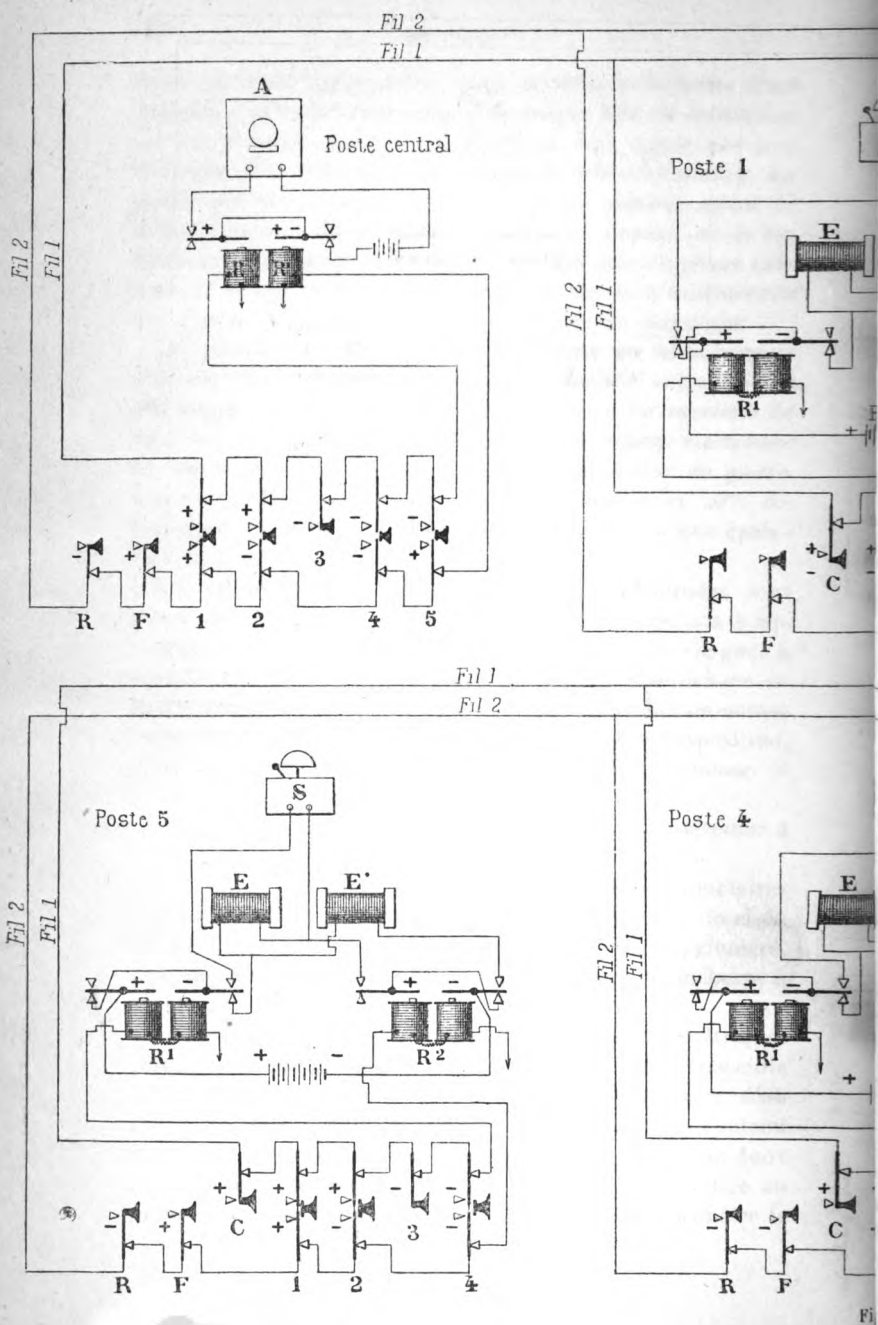 Fil 2
Fil 1
A
Poste central
+ + -
R R
Fil 2
Fil 1
+ + - -
- + + - 3 - +
R F 1 2 4 5
Poste 1
E
Fil 2
Fil 1
+ -
R¹
+
+
- C
- +
R F
Fil 1
Fil 2
S
Poste 5
E E'
Fil 2
Fil 1
+ - + -
R¹ R²
+ -
+ + + - -
C 3
- + + - -
R F 1 2 4
Poste 4
E
Fil 2
Fil 1
+ -
R¹
+
+
C
- -
R F
Fi